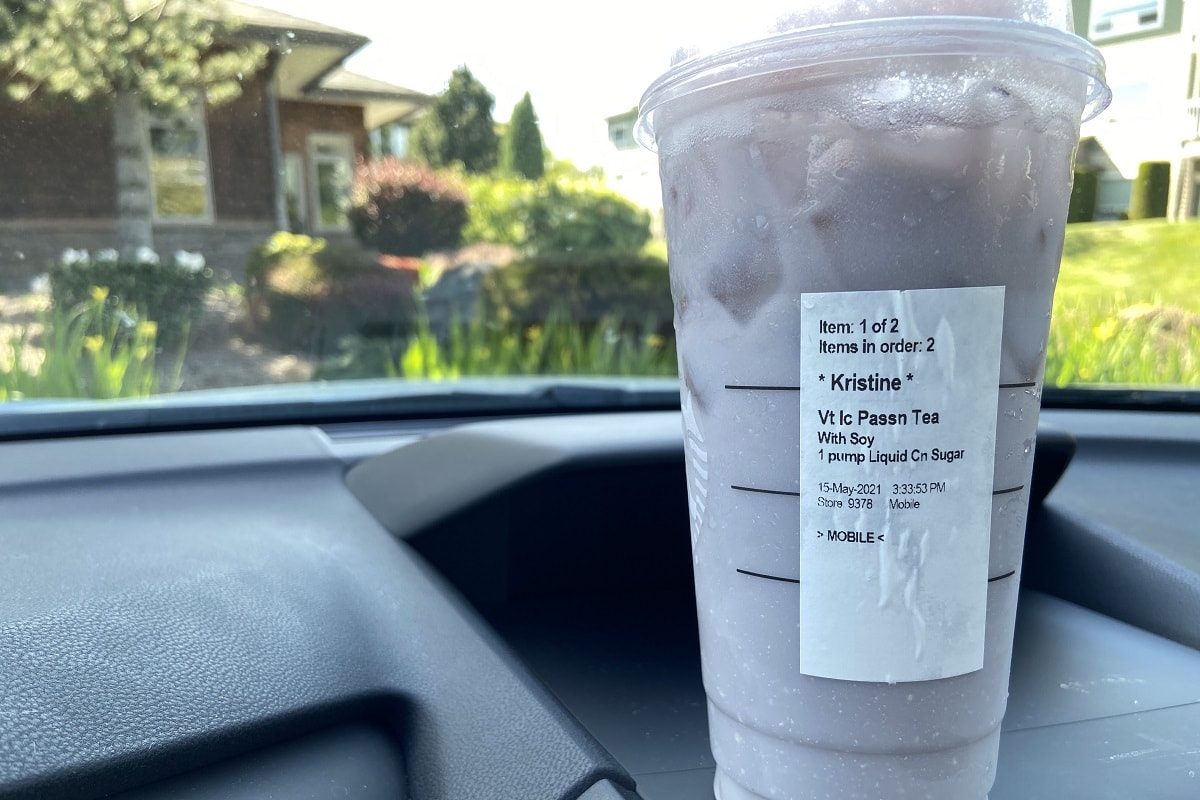 Item: 1 of 2
Items in order: 2
* Kristine *
Vt Ic Passn Tea
With Soy
1 pump Liquid Cn Sugar
15-May-2021 3:33:53 PM
Store 9378 Mobile
> MOBILE <